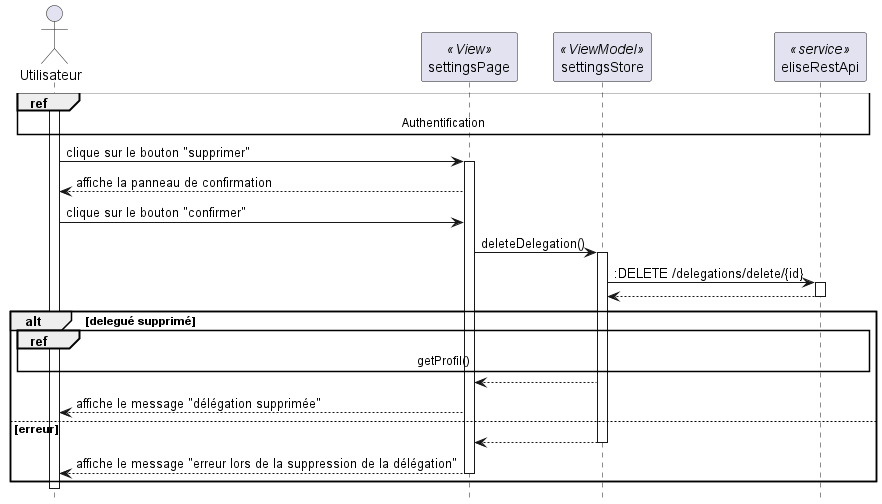 Utilisateur
«View»
settingsPage
«ViewModel»
settingsStore
«service»
eliseRestApi
ref
Authentification
clique sur le bouton "supprimer"
affiche la panneau de confirmation
clique sur le bouton "confirmer"
deleteDelegation()
:DELETE /delegations/delete/{id}
alt [delegué supprimé]
ref
getProfil()
affiche le message "délégation supprimée"
[erreur]
affiche le message "erreur lors de la suppression de la délégation"